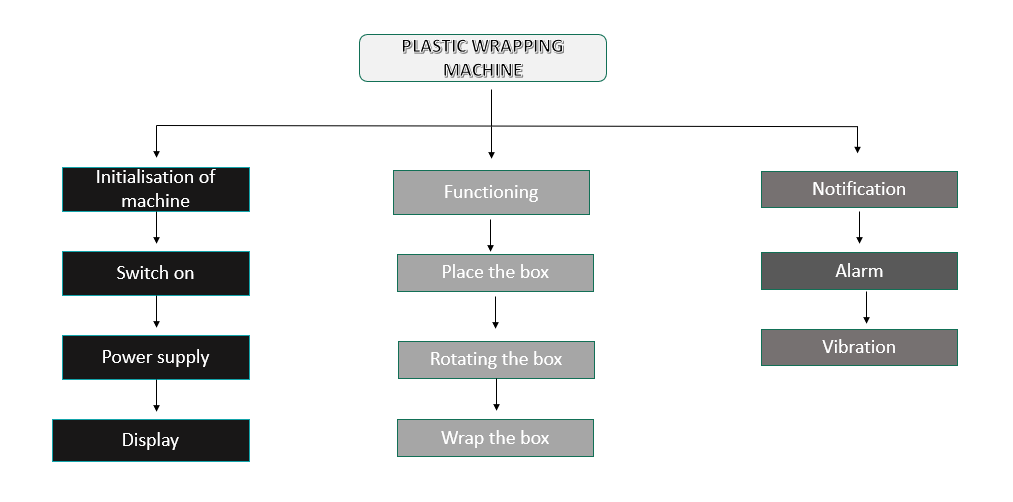 PLASTIC WRAPPING
MACHINE
Initialisation of
machine
Switch on
Power supply
Display
Functioning
Place the box
Rotating the box
Wrap the box
Notification
Alarm
Vibration